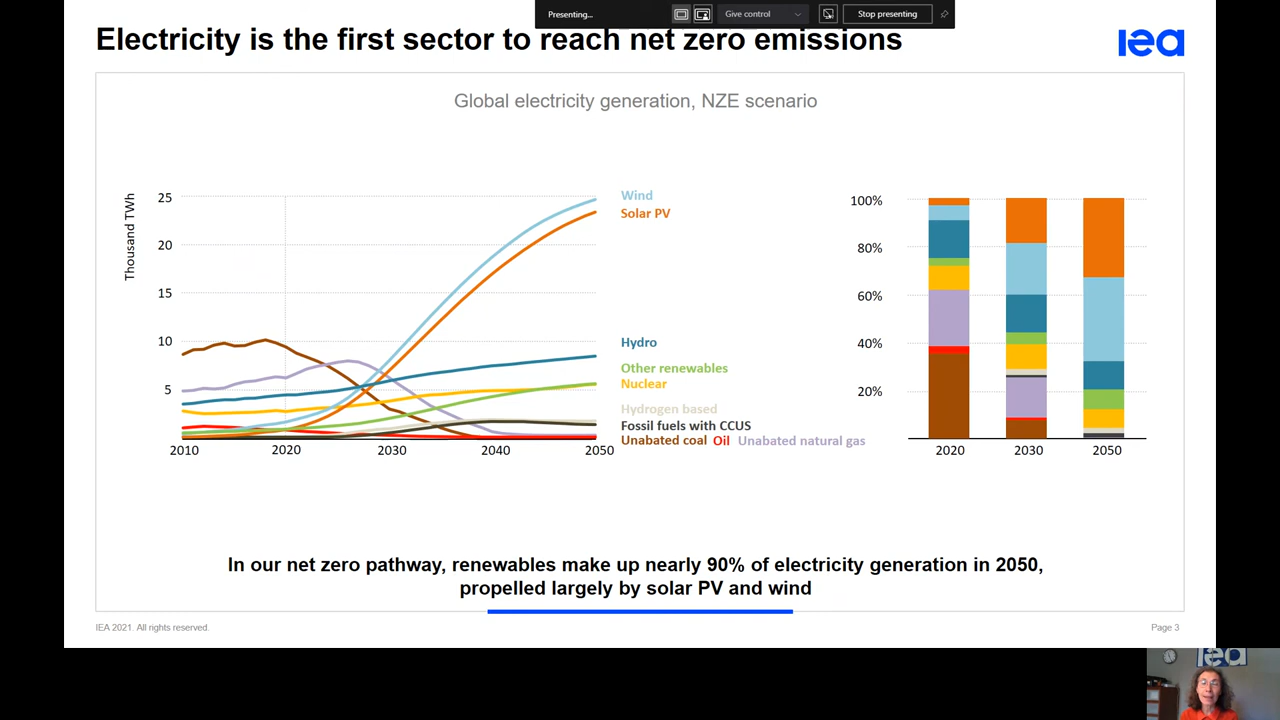 Presenting...
Give control
Stop presenting
Electricity is the first sector to reach net zero emissions
iea
Global electricity generation, NZE scenario
Thousand TWh
25
20
15
10
5
2010
2020
2030
2040
2050
Wind
Solar PV
Hydro
Other renewables
Nuclear
Hydrogen based
Fossil fuels with CCUS
Unabated coal Oil Unabated natural gas
100%
80%
60%
40%
20%
2020
2030
2050
In our net zero pathway, renewables make up nearly 90% of electricity generation in 2050,
propelled largely by solar PV and wind
IEA 2021. All rights reserved.
Page 3
iea